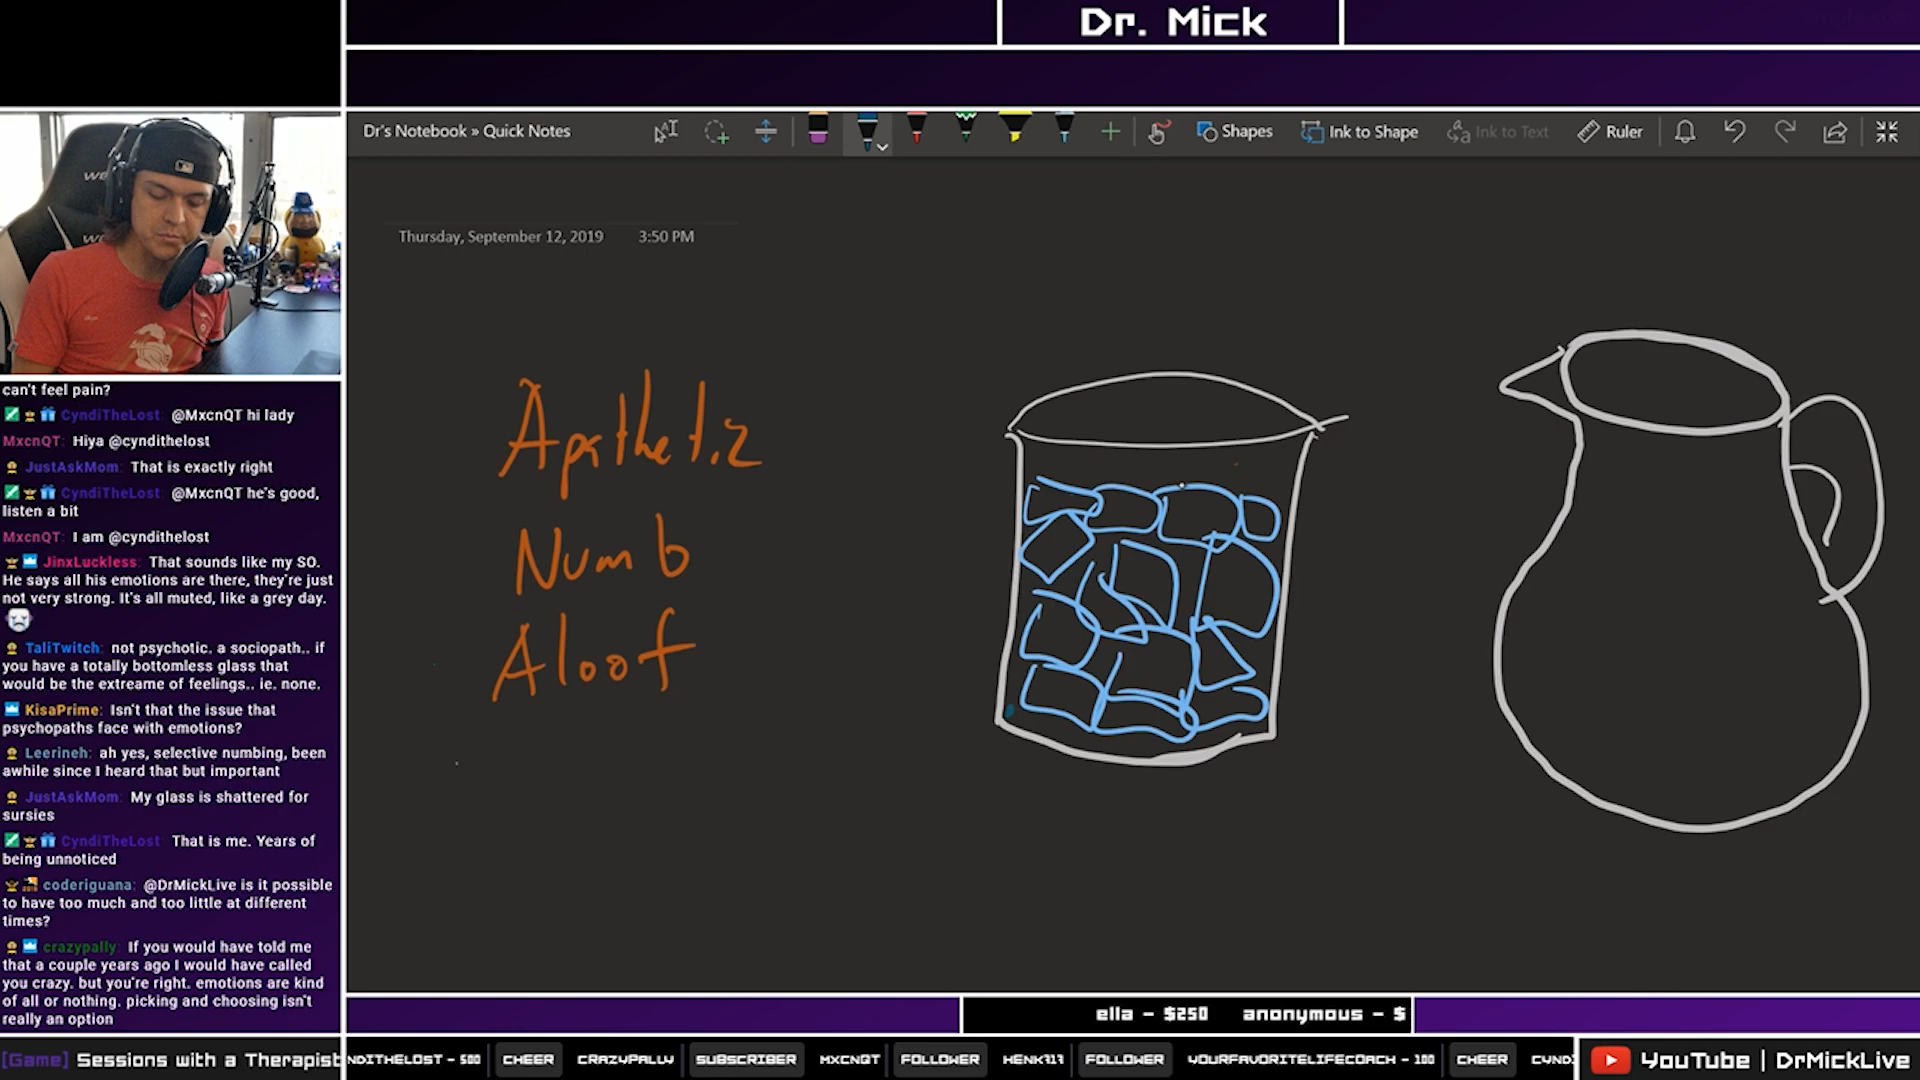 Dr. Mick
Dr's Notebook » Quick Notes
Shapes
Ink to Shape
Ink to Text
Ruler
Thursday, September 12, 2019 3:50 PM
Apathetic
Numb
Aloof
can't feel pain?
CyndiTheLost: @MxcnQT hi lady
MxcnQT: Hiya @cyndithelost
JustAskMom: That is exactly right
CyndiTheLost: @MxcnQT he's good,
listen a bit
MxcnQT: I am @cyndithelost
JinxLuckless: That sounds like my SO.
He says all his emotions are there, they're just
not very strong. It's all muted, like a grey day.
TaliTwitch: not psychotic. a sociopath.. if
you have a totally bottomless glass that
would be the extreame of feelings.. ie. none.
KisaPrime: Isn't that the issue that
psychopaths face with emotions?
Leerineh: ah yes, selective numbing, been
awhile since I heard that but important
JustAskMom: My glass is shattered for
sursies
CyndiTheLost: That is me. Years of
being unnoticed
coderiguana: @DrMickLive is it possible
to have too much and too little at different
times?
crazypally: If you would have told me
that a couple years ago I would have called
you crazy. but you're right. emotions are kind
of all or nothing. picking and choosing isn't
really an option
ella - $250 anonymous - $
[Game] Sessions with a Therapist
NDITHELOST - 500 CHEER CRAZYPALLY SUBSCRIBER MXCNQT FOLLOWER HENK717 FOLLOWER YOURFAVORITELIFECOACH - 100 CHEER CYNDI
YouTube | DrMickLive